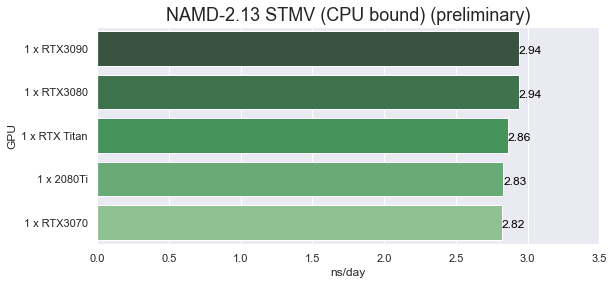 NAMD-2.13 STMV (CPU bound) (preliminary)
1 x RTX3090
2.94
1 x RTX3080
2.94
1 x RTX Titan
2.86
1 x 2080Ti
2.83
1 x RTX3070
2.82
GPU
0.0 0.5 1.0 1.5 2.0 2.5 3.0 3.5
ns/day